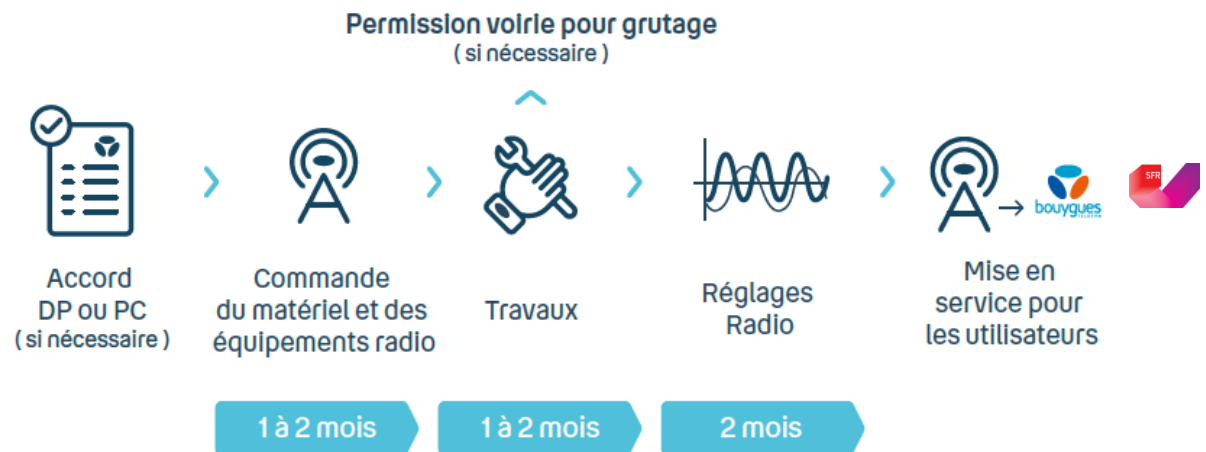 Permission voirie pour grutage
( si nécessaire )
Accord
DP ou PC
( si nécessaire )
Commande
du matériel et des
équipements radio
Travaux
Réglages
Radio
bouygues
TELECOM
SFR
Mise en
service pour
les utilisateurs
1 à 2 mois
1 à 2 mois
2 mois